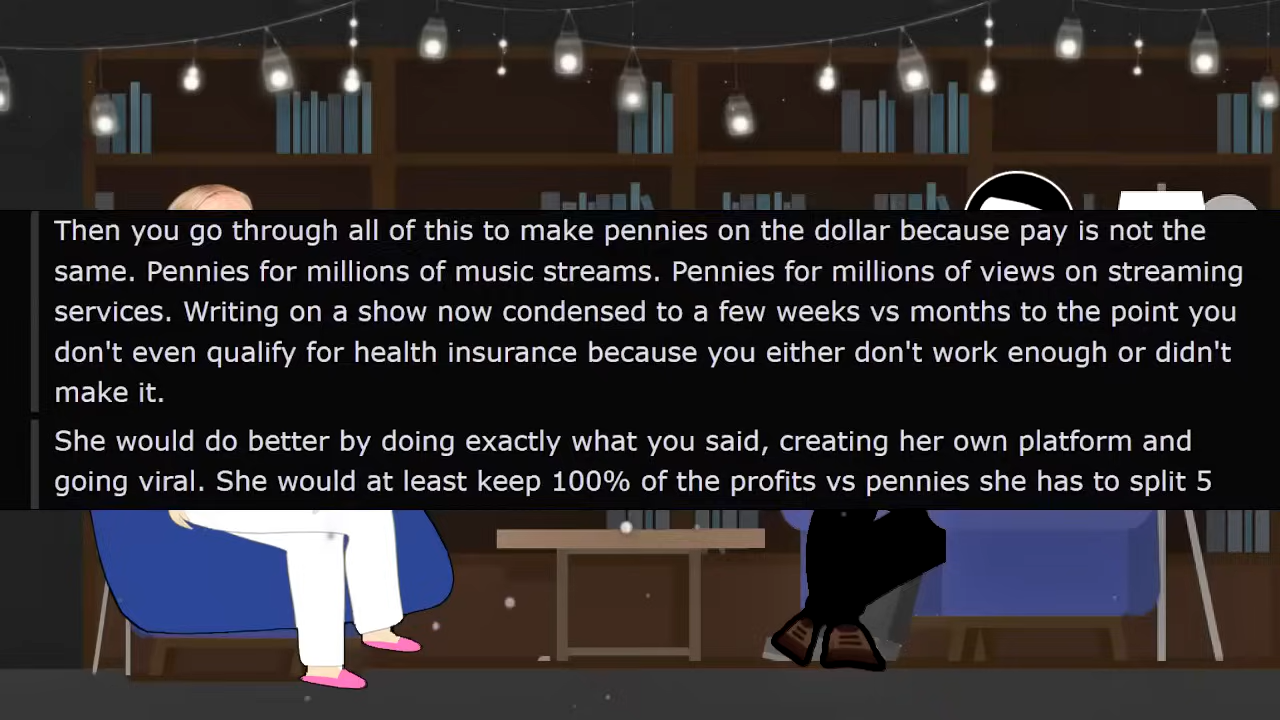 Then you go through all of this to make pennies on the dollar because pay is not the
same. Pennies for millions of music streams. Pennies for millions of views on streaming
services. Writing on a show now condensed to a few weeks vs months to the point you
don't even qualify for health insurance because you either don't work enough or didn't
make it.
She would do better by doing exactly what you said, creating her own platform and
going viral. She would at least keep 100% of the profits vs pennies she has to split 5